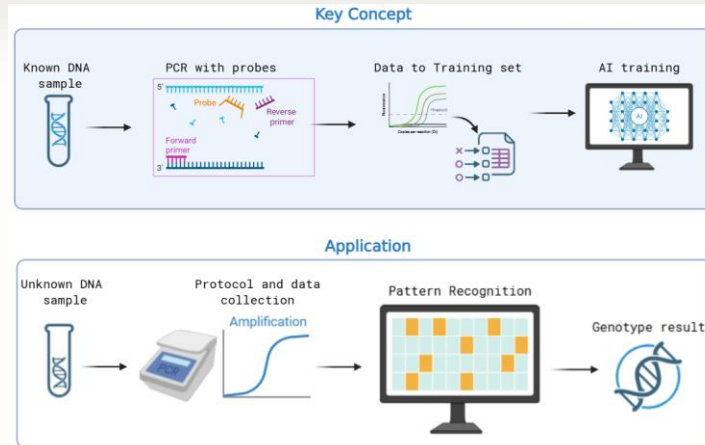 Key Concept
Known DNA
sample
PCR with probes
Data to Training set
AI training
5'
Probe
Reverse
primer
Forward
primer
3'
AI
Application
Unknown DNA
sample
Protocol and data
collection
Amplification
PCR
Pattern Recognition
Genotype result